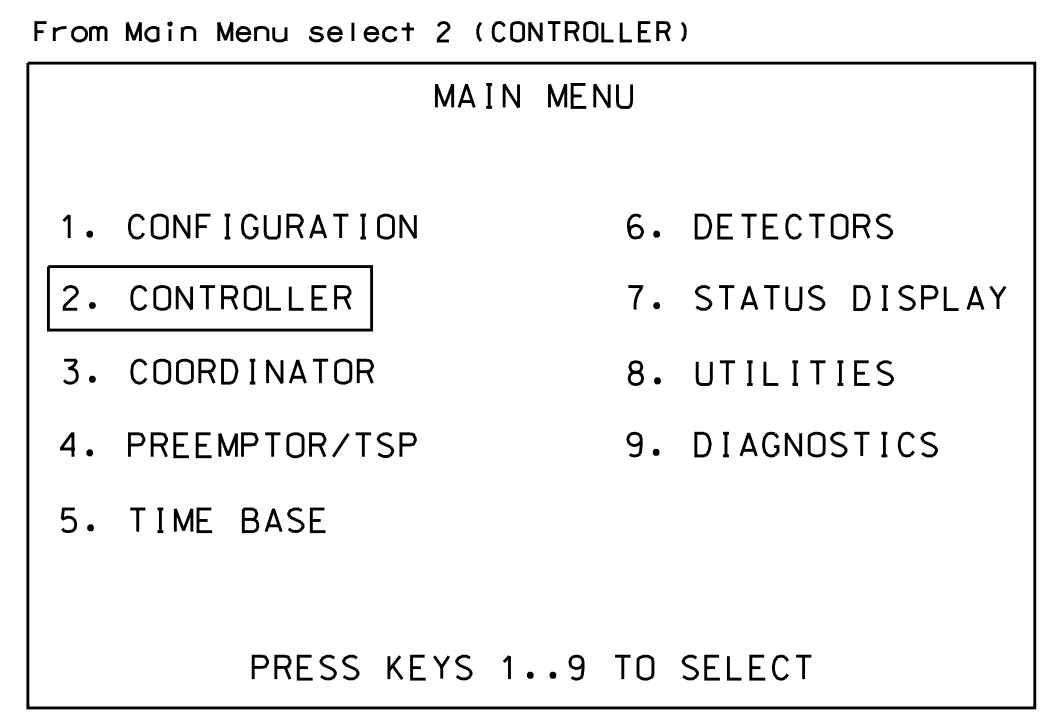 From Main Menu select 2 (CONTROLLER)
MAIN MENU
1. CONFIGURATION 6. DETECTORS
2. CONTROLLER 7. STATUS DISPLAY
3. COORDINATOR 8. UTILITIES
4. PREEMPTOR/TSP 9. DIAGNOSTICS
5. TIME BASE
PRESS KEYS 1..9 TO SELECT